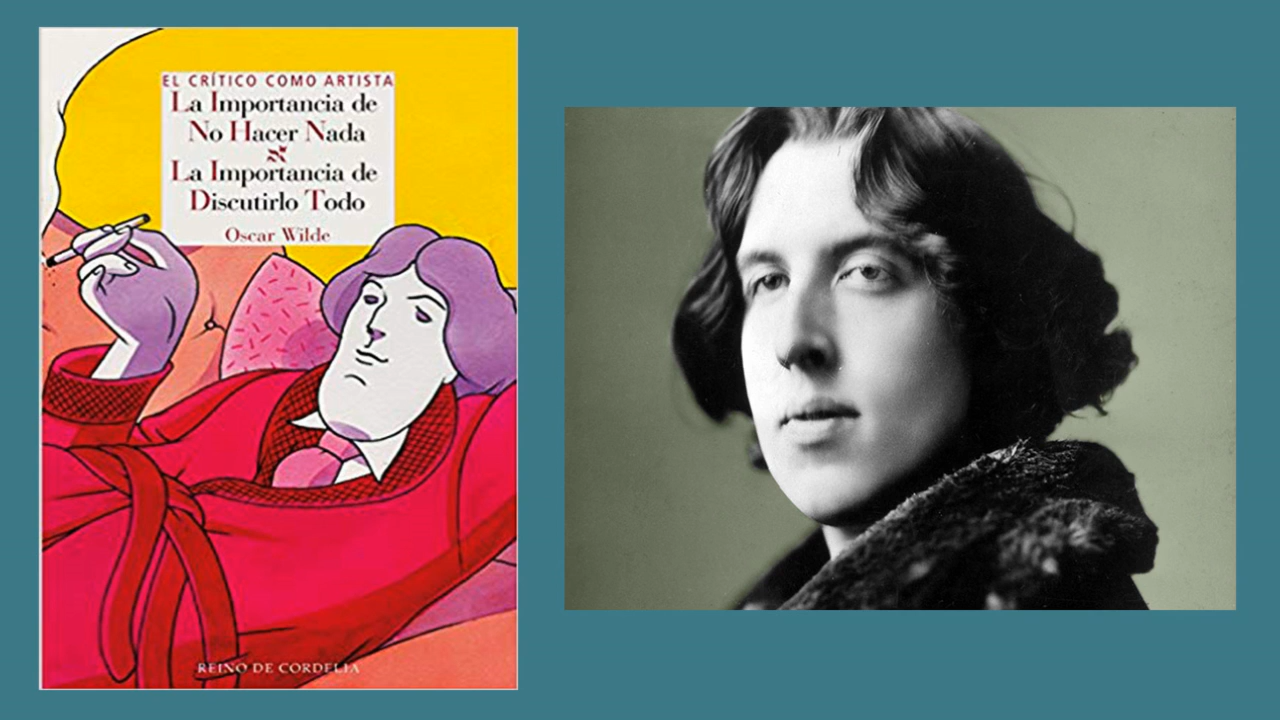 EL CRÍTICO COMO ARTISTA
La Importancia de
No Hacer Nada
La Importancia de
Discutirlo Todo
Oscar Wilde
REINO DE CORDELIA